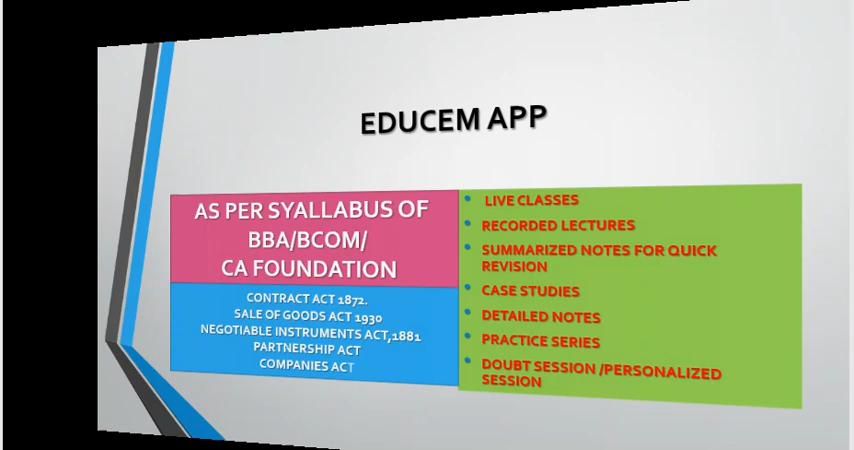 EDUCEM APP
AS PER SYALLABUS OF
BBA/BCOM/
CA FOUNDATION
CONTRACT ACT 1872.
SALE OF GOODS ACT 1930
NEGOTIABLE INSTRUMENTS ACT,1881
PARTNERSHIP ACT
COMPANIES ACT
• LIVE CLASSES
• RECORDED LECTURES
• SUMMARIZED NOTES FOR QUICK
REVISION
• CASE STUDIES
• DETAILED NOTES
• PRACTICE SERIES
• DOUBT SESSION /PERSONALIZED
SESSION